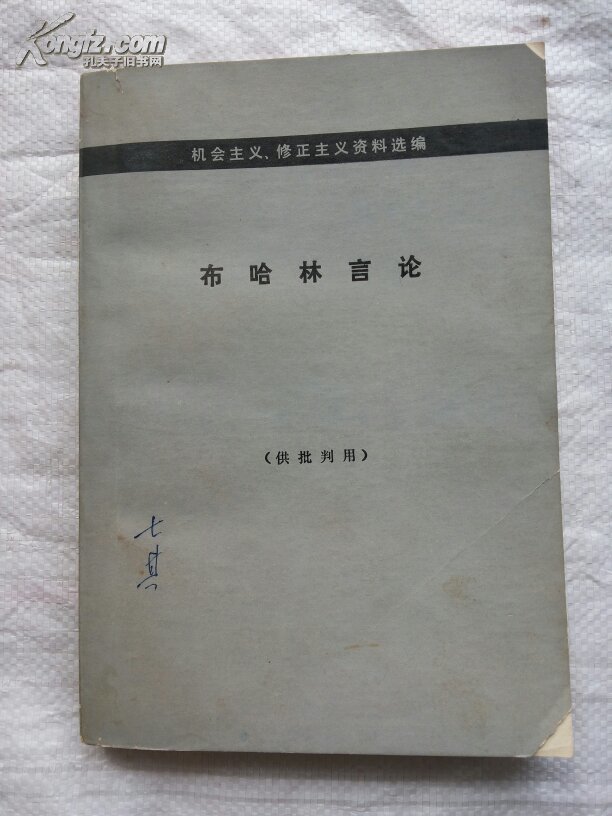 Kongfz.com
孔夫子旧书网
机会主义、修正主义资料选编
布哈林言论
（供批判用）
七
其